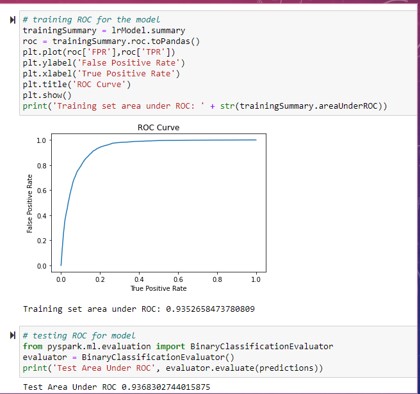 # training ROC for the model
trainingSummary = lrModel.summary
roc = trainingSummary.roc.toPandas()
plt.plot(roc['FPR'],roc['TPR'])
plt.ylabel('False Positive Rate')
plt.xlabel('True Positive Rate')
plt.title('ROC Curve')
plt.show()
print('Training set area under ROC: ' + str(trainingSummary.areaUnderROC))
ROC Curve
1.0
0.8
0.6
0.4
0.2
0.0
False Positive Rate
0.0 0.2 0.4 0.6 0.8 1.0
True Positive Rate
Training set area under ROC: 0.9352658473780809
# testing ROC for model
from pyspark.ml.evaluation import BinaryClassificationEvaluator
evaluator = BinaryClassificationEvaluator()
print('Test Area Under ROC', evaluator.evaluate(predictions))
Test Area Under ROC 0.9368302744015875